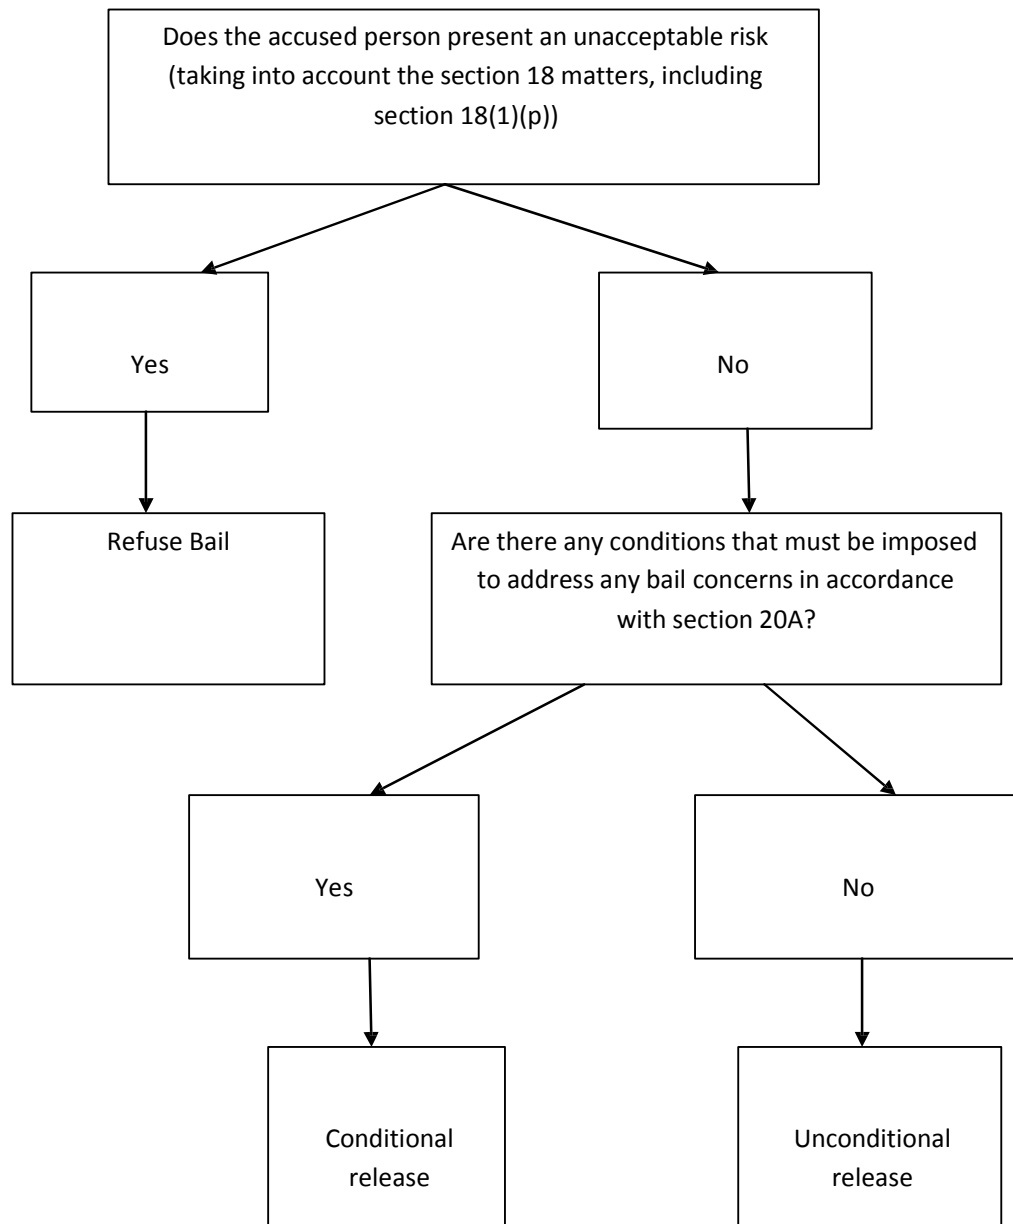 Does the accused person present an unacceptable risk
(taking into account the section 18 matters, including
section 18(1)(p))
Yes
No
Refuse Bail
Are there any conditions that must be imposed
to address any bail concerns in accordance
with section 20A?
Yes
No
Conditional
release
Unconditional
release